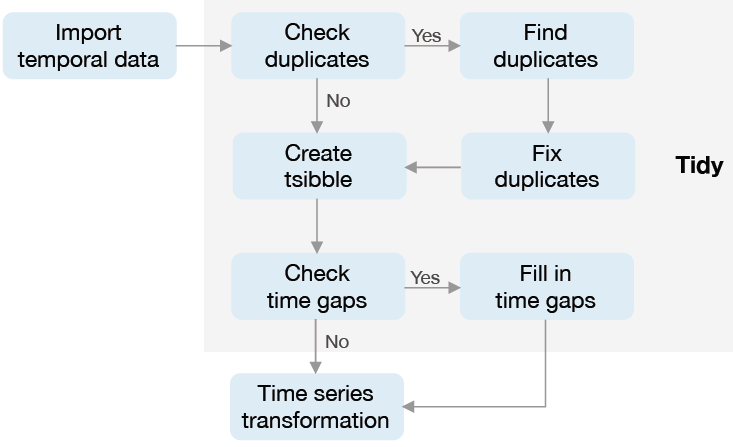 Import
temporal data
Check
duplicates
Yes
Find
duplicates
No
Create
tsibble
Fix
duplicates
Tidy
Check
time gaps
Yes
Fill in
time gaps
No
Time series
transformation